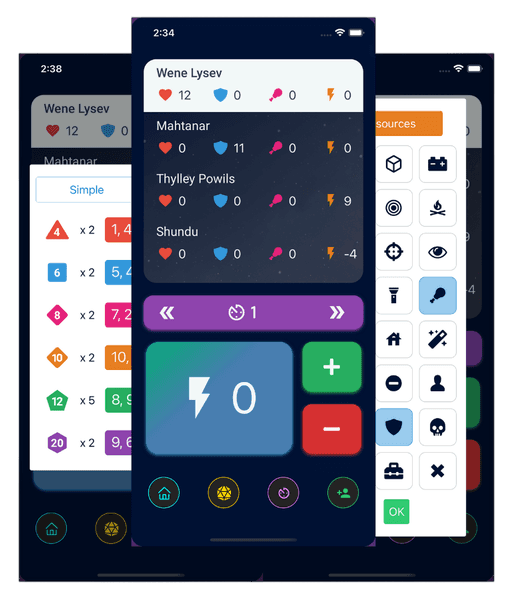 2:38
Wene Lysev
12 0
Mahtanar
Simple
4 x 2 1, 4
6 x 2 5, 4
8 x 2 7, 2
10 x 2 10,
12 x 5 8, 9
20 x 2 9, 6
2:34
Wene Lysev
12 0 0 0
Mahtanar
0 11 0 0
Thylley Powils
0 0 0 9
Shundu
0 0 0 -4
« 1 »
0
+
−
sources
0
9
-4
OK